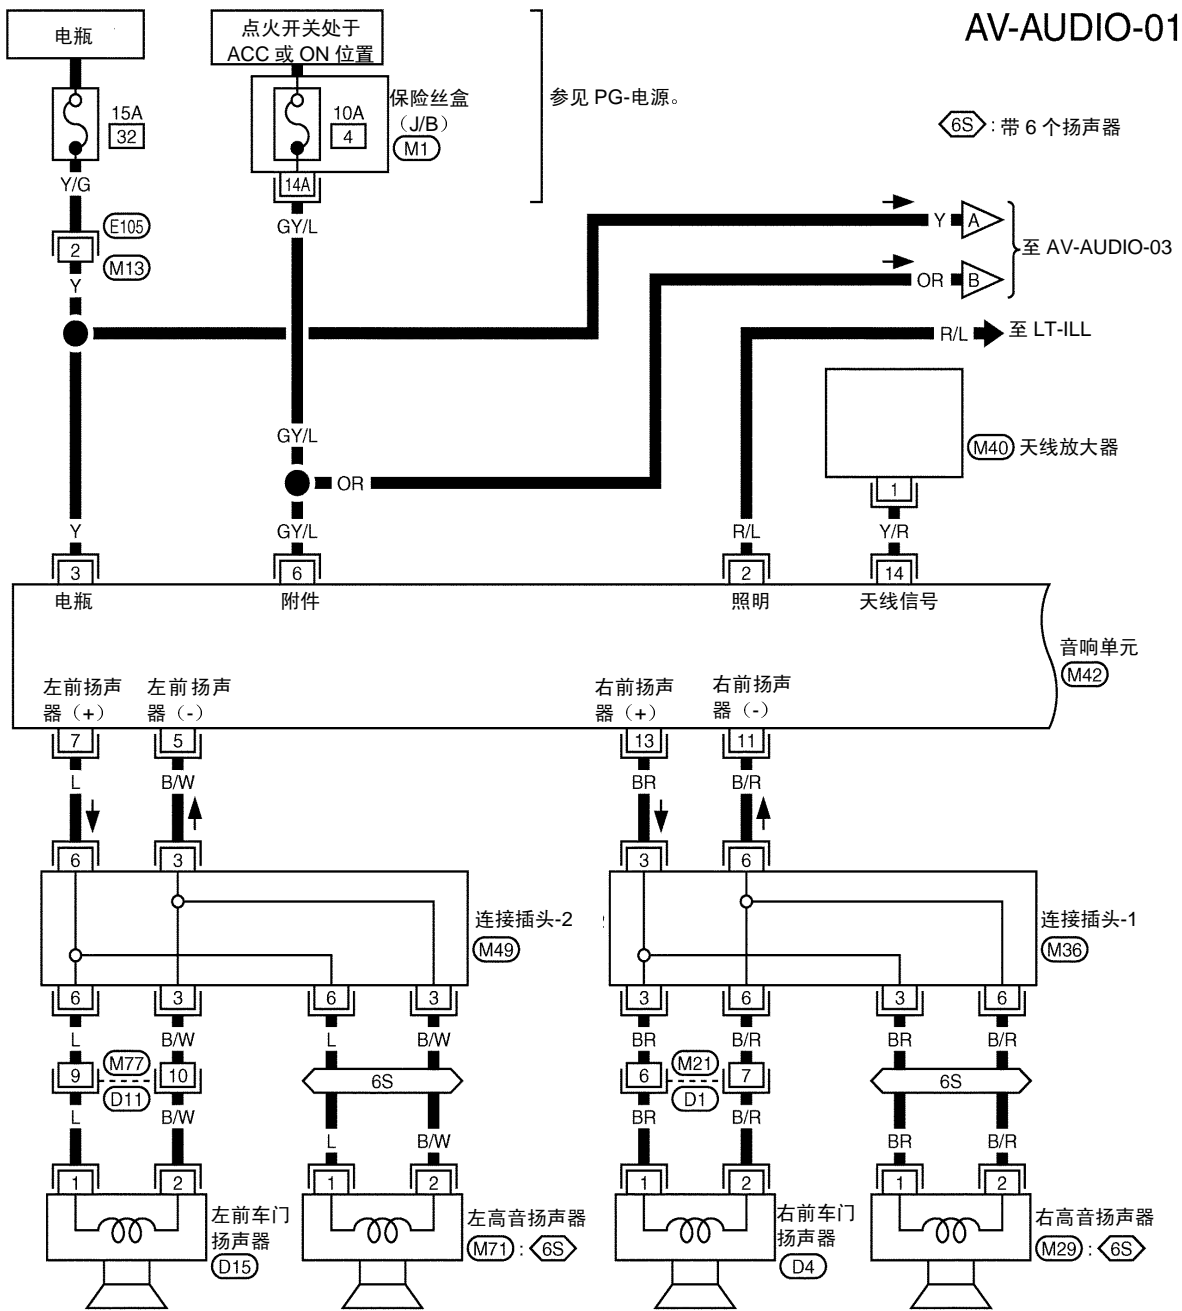 AV-AUDIO-01
电瓶
点火开关处于
ACC 或 ON 位置
15A
32
10A
4
保险丝盒
（J/B）
M1
参见 PG-电源。
6S：带 6 个扬声器
14A
Y/G
GY/L
E105
2
M13
Y
Y
A
OR
B
至 AV-AUDIO-03
R/L
至 LT-ILL
GY/L
M40
天线放大器
OR
1
Y
GY/L
R/L
Y/R
3
6
2
14
电瓶
附件
照明
天线信号
音响单元
M42
左前扬声
器（+）
左前扬声
器（-）
右前扬声
器（+）
右前扬声
器（-）
7
5
13
11
L
B/W
BR
B/R
6
3
3
6
连接插头-2
M49
连接插头-1
M36
6
3
6
3
3
6
3
6
L
B/W
L
B/W
BR
B/R
BR
B/R
9
M77
10
D11
6S
6
M21
7
D1
6S
L
B/W
L
B/W
BR
B/R
BR
B/R
1
2
1
2
1
2
1
2
左前车门
扬声器
D15
左高音扬声器
M71：6S
右前车门
扬声器
D4
右高音扬声器
M29：6S